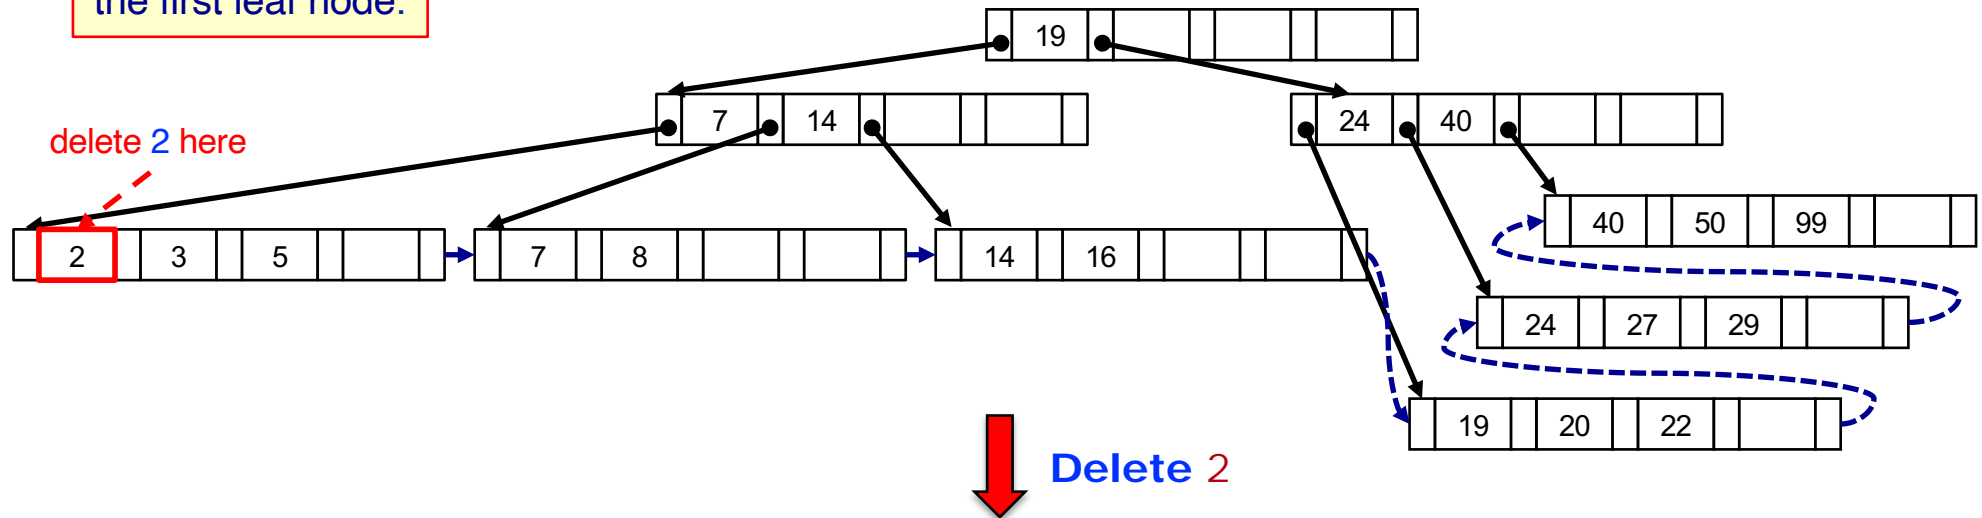 the first leaf node.
19
7 14
24 40
delete 2 here
40 50 99
2 3 5
7 8
14 16
24 27 29
19 20 22
Delete 2